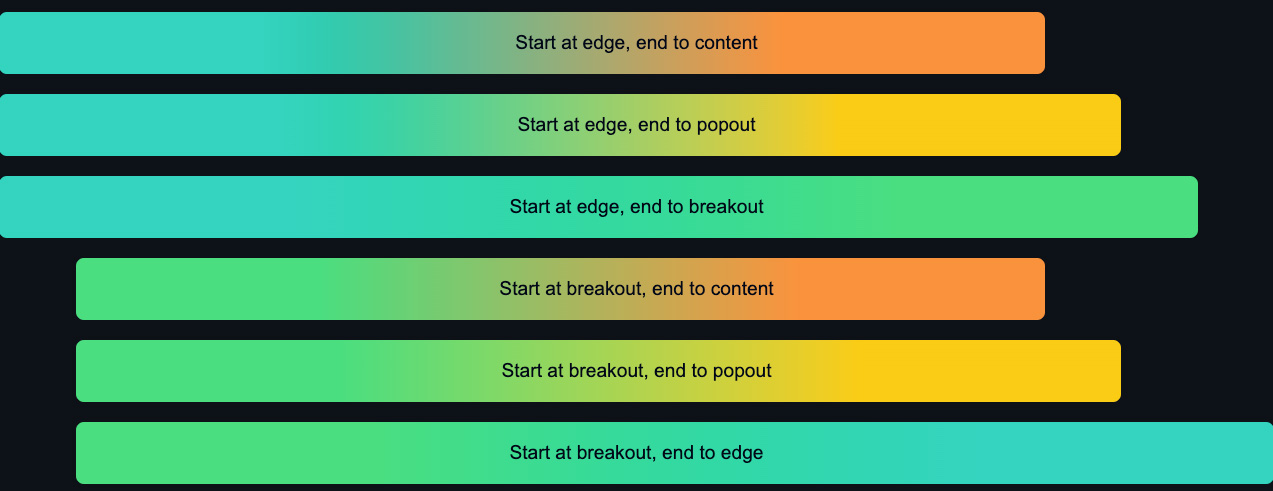 Start at edge, end to content
Start at edge, end to popout
Start at edge, end to breakout
Start at breakout, end to content
Start at breakout, end to popout
Start at breakout, end to edge